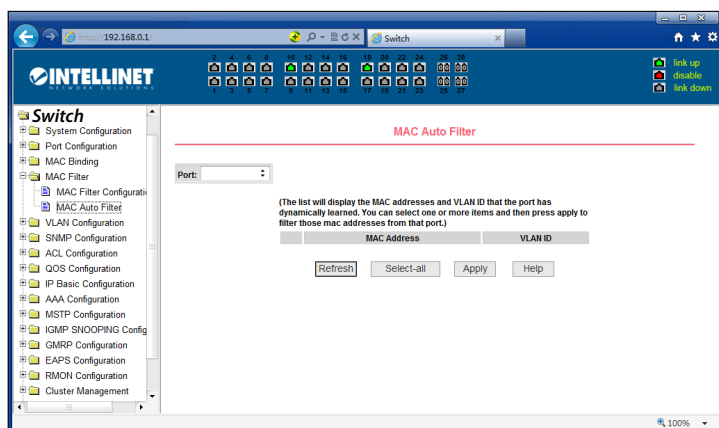 http://192.168.0.1/
Switch
INTELLINET
NETWORK SOLUTIONS
2 4 6 8 10 12 14 16 18 20 22 24 26 28
1 3 5 7 9 11 13 15 17 19 21 23 25 27
link up
disable
link down
Switch
System Configuration
Port Configuration
MAC Binding
MAC Filter
MAC Filter Configurati
MAC Auto Filter
VLAN Configuration
SNMP Configuration
ACL Configuration
QOS Configuration
IP Basic Configuration
AAA Configuration
MSTP Configuration
IGMP SNOOPING Config
GMRP Configuration
EAPS Configuration
RMON Configuration
Cluster Management
MAC Auto Filter
Port:
(The list will display the MAC addresses and VLAN ID that the port has
dynamically learned. You can select one or more items and then press apply to
filter those mac addresses from that port.)
MAC Address VLAN ID
Refresh Select-all Apply Help
100%